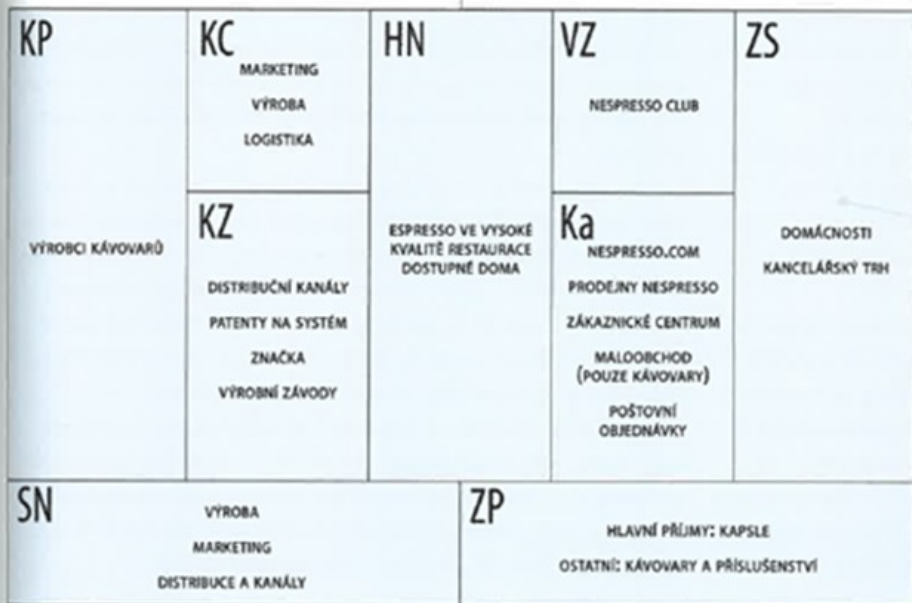 KP
VÝROBCI KÁVOVARŮ
KC
MARKETING
VÝROBA
LOGISTIKA
KZ
DISTRIBUČNÍ KANÁLY
PATENTY NA SYSTÉM
ZNAČKA
VÝROBNÍ ZÁVODY
HN
ESPRESSO VE VYSOKÉ
KVALITĚ RESTAURACE
DOSTUPNÉ DOMA
VZ
NESPRESSO CLUB
Ka
NESPRESSO.COM
PRODEJNY NESPRESSO
ZÁKAZNICKÉ CENTRUM
MALOOBCHOD
(POUZE KÁVOVARY)
POŠTOVNÍ
OBJEDNÁVKY
ZS
DOMÁCNOSTI
KANCELÁŘSKÝ TRH
SN
VÝROBA
MARKETING
DISTRIBUCE A KANÁLY
ZP
HLAVNÍ PŘÍJMY: KAPSLE
OSTATNÍ: KÁVOVARY A PŘÍSLUŠENSTVÍ